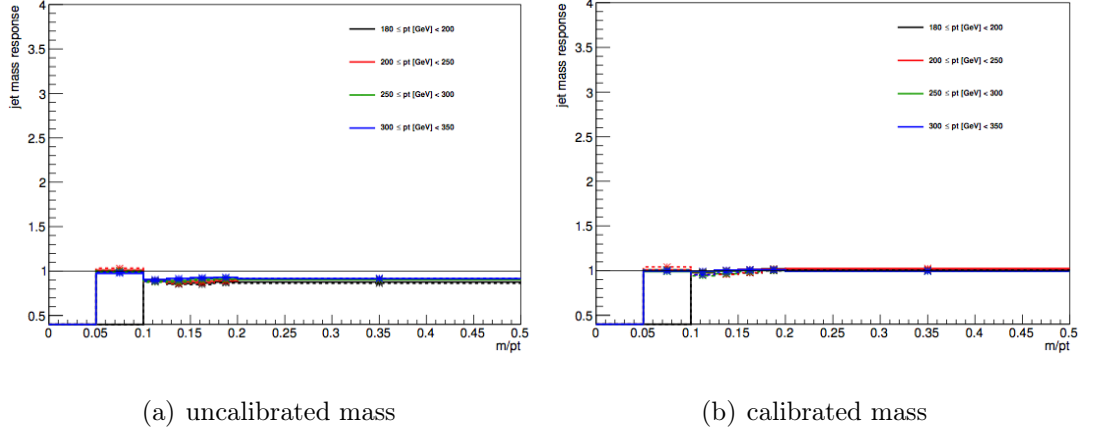 jet mass response
4
3.5
3
2.5
2
1.5
1
0.5
180 ≤ pt [GeV] < 200
200 ≤ pt [GeV] < 250
250 ≤ pt [GeV] < 300
300 ≤ pt [GeV] < 350
0 0.05 0.1 0.15 0.2 0.25 0.3 0.35 0.4 0.45 0.5
m/pt
(a) uncalibrated mass
jet mass response
4
3.5
3
2.5
2
1.5
1
0.5
180 ≤ pt [GeV] < 200
200 ≤ pt [GeV] < 250
250 ≤ pt [GeV] < 300
300 ≤ pt [GeV] < 350
0 0.05 0.1 0.15 0.2 0.25 0.3 0.35 0.4 0.45 0.5
m/pt
(b) calibrated mass